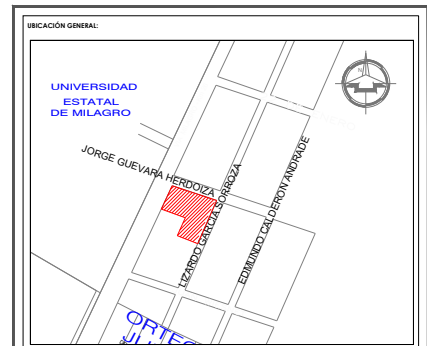 UBICACIÓN GENERAL:
UNIVERSIDAD
ESTATAL
DE MILAGRO
N
JORGE GUEVARA HERDOIZA
LIZARDO GARCIA SORROZA
EDMUNDO CALDERON ANDRADE